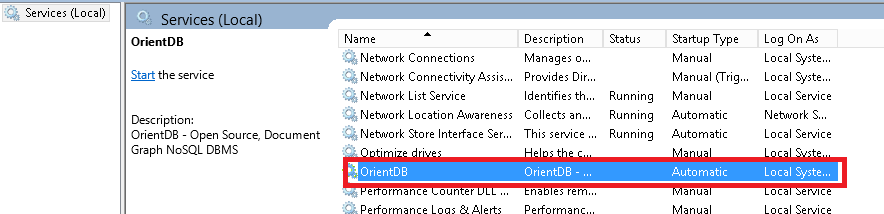 Services (Local)
Services (Local)
OrientDB
Start the service
Description:
OrientDB - Open Source, Document
Graph NoSQL DBMS
Name Description Status Startup Type Log On As
Network Connections Manages o... Manual Local Syste...
Network Connectivity Assis... Provides Dir... Manual (Trig... Local Syste...
Network List Service Identifies th... Running Manual Local Service
Network Location Awareness Collects an... Running Automatic Network S...
Network Store Interface Ser... This service ... Running Automatic Local Service
Optimize drives Helps the c... Manual Local Syste...
OrientDB OrientDB - ... Automatic Local Syste...
Performance Counter DLL ... Enables rem... Manual Local Service
Performance Logs & Alerts Performanc... Manual Local Service